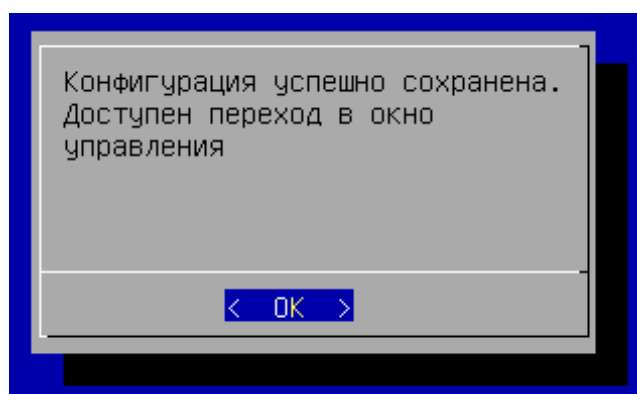 Конфигурация успешно сохранена.
Доступен переход в окно
управления
< OK >